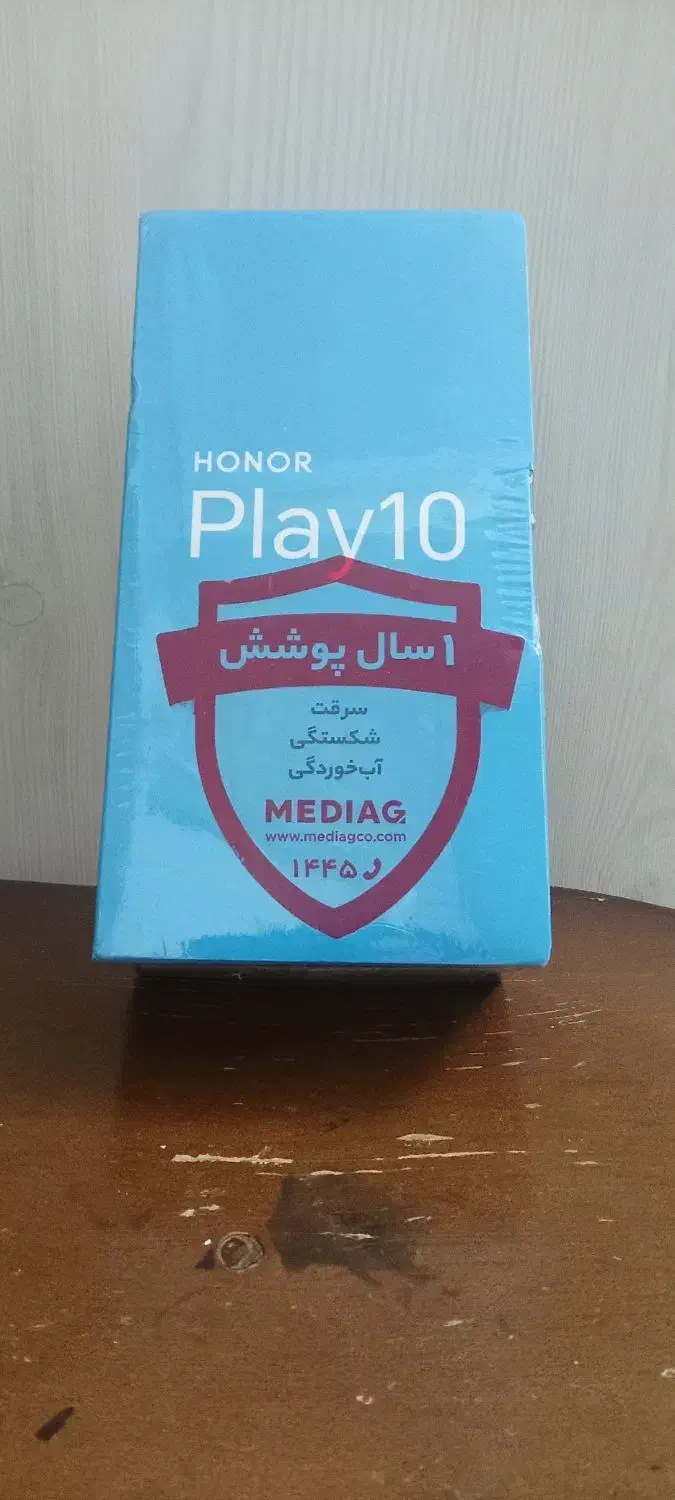 HONOR
Play10
۱ سال پوشش
سرقت
شکستگی
آب‌خوردگی
MEDIAG
www.mediagco.com
۱۴۴۵